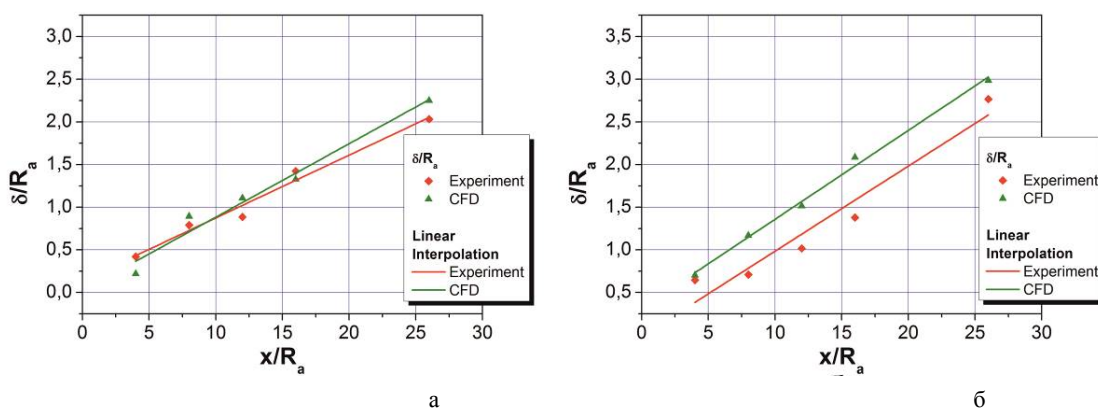 3,0
2,5
2,0
1,5
1,0
0,5
0,0
δ/Rₐ
0 5 10 15 20 25 30
x/Rₐ
δ/Rₐ
Experiment
CFD
Linear
Interpolation
Experiment
CFD
а
3,5
3,0
2,5
2,0
1,5
1,0
0,5
δ/Rₐ
0 5 10 15 20 25 30
x/Rₐ
δ/Rₐ
Experiment
CFD
Linear
Interpolation
Experiment
CFD
б